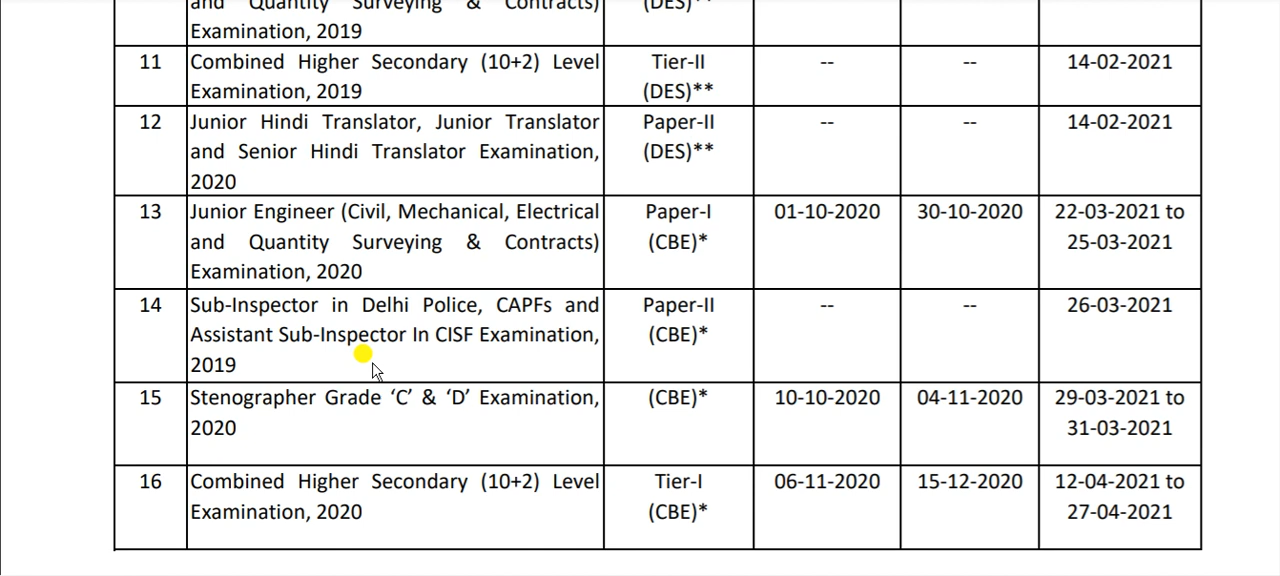 and Quantity Surveying & Contracts) (DES)**
Examination, 2019
11 Combined Higher Secondary (10+2) Level Tier-II -- -- 14-02-2021
Examination, 2019 (DES)**
12 Junior Hindi Translator, Junior Translator Paper-II -- -- 14-02-2021
and Senior Hindi Translator Examination, (DES)**
2020
13 Junior Engineer (Civil, Mechanical, Electrical Paper-I 01-10-2020 30-10-2020 22-03-2021 to
and Quantity Surveying & Contracts) (CBE)* 25-03-2021
Examination, 2020
14 Sub-Inspector in Delhi Police, CAPFs and Paper-II -- -- 26-03-2021
Assistant Sub-Inspector In CISF Examination, (CBE)*
2019
15 Stenographer Grade ‘C’ & ‘D’ Examination, (CBE)* 10-10-2020 04-11-2020 29-03-2021 to
2020 31-03-2021
16 Combined Higher Secondary (10+2) Level Tier-I 06-11-2020 15-12-2020 12-04-2021 to
Examination, 2020 (CBE)* 27-04-2021